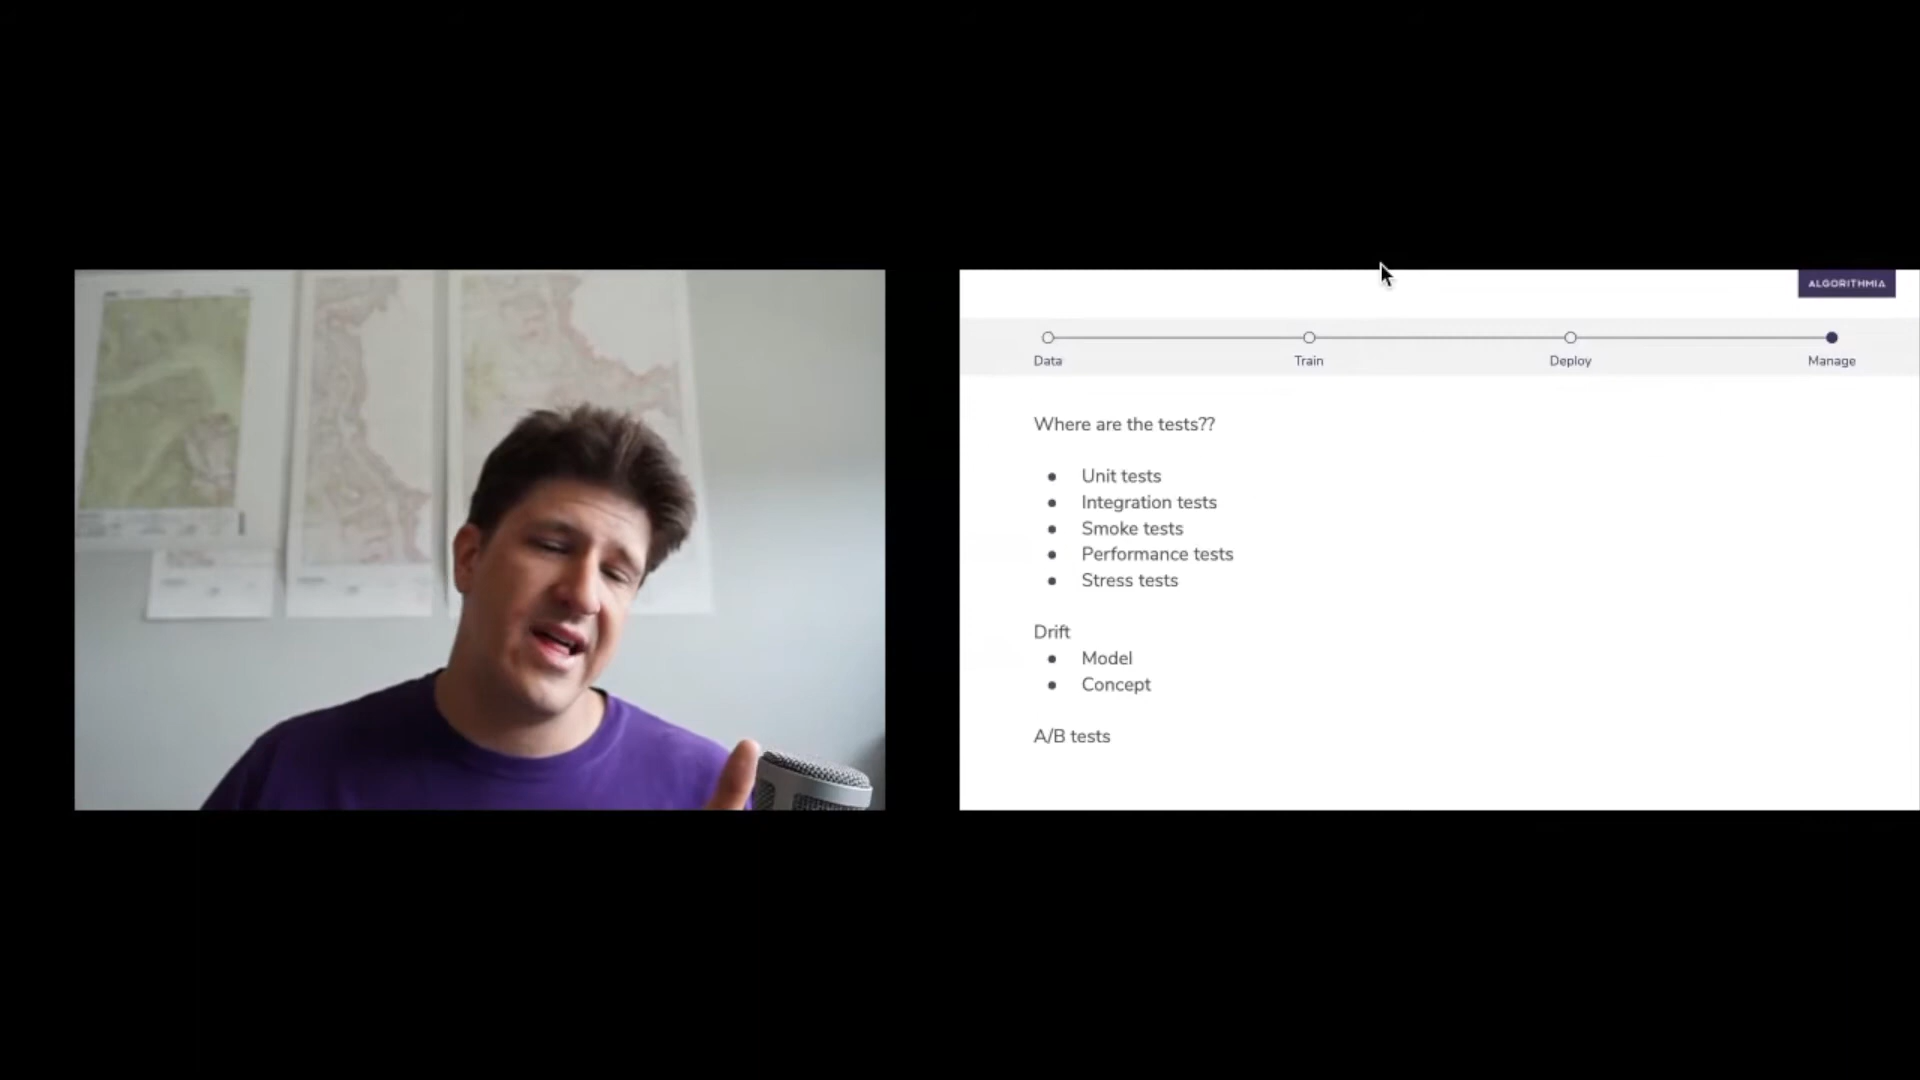 ALGORITHMIA
Data
Train
Deploy
Manage
Where are the tests??
● Unit tests
● Integration tests
● Smoke tests
● Performance tests
● Stress tests
Drift
● Model
● Concept
A/B tests